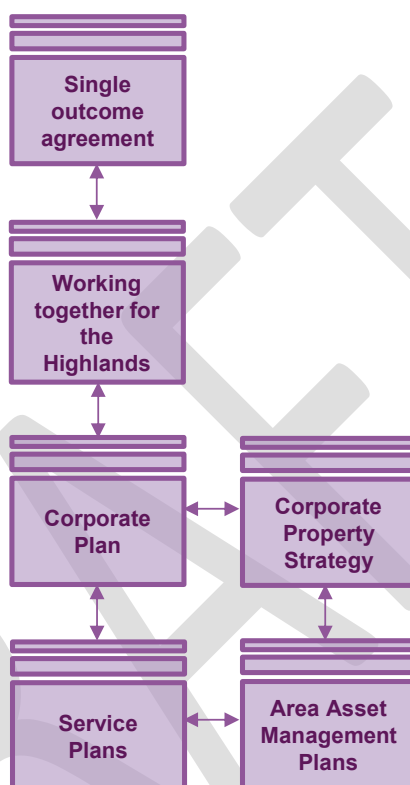 Single
outcome
agreement
Working
together for
the
Highlands
Corporate
Plan
Corporate
Property
Strategy
Service
Plans
Area Asset
Management
Plans